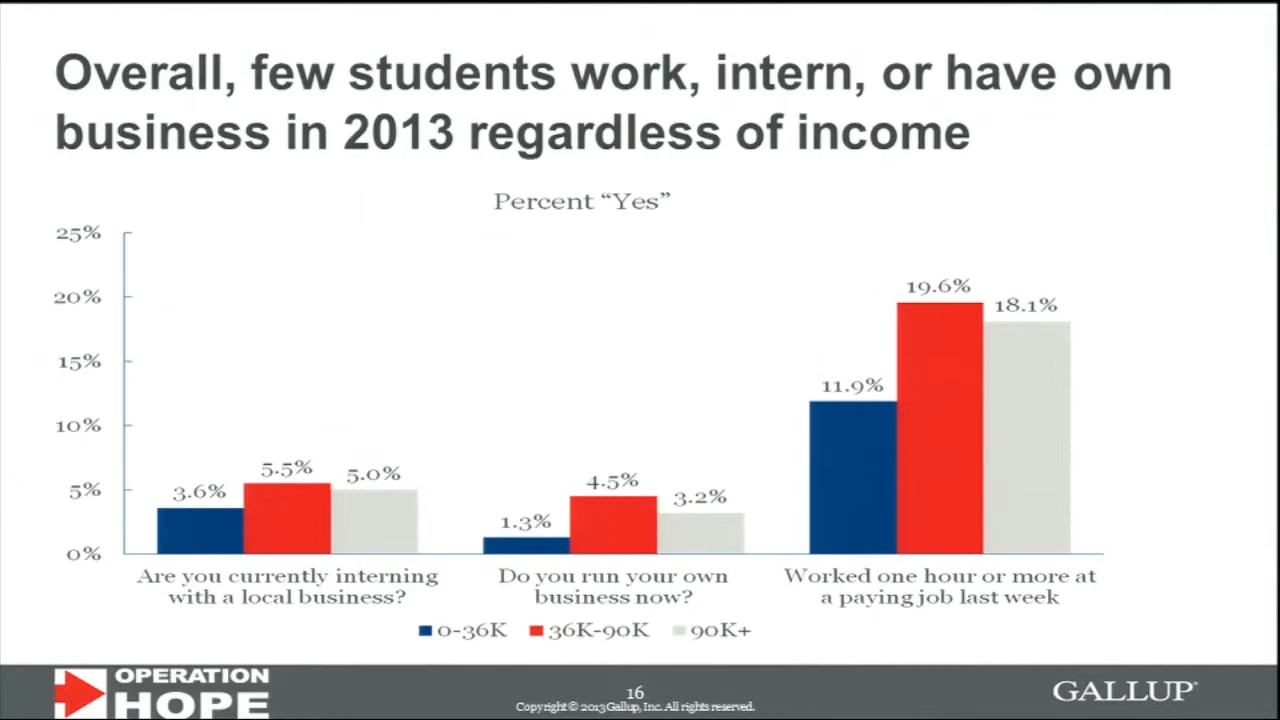 Overall, few students work, intern, or have own
business in 2013 regardless of income
Percent “Yes”
25%
20%
15%
10%
5%
0%
3.6%
5.5%
5.0%
1.3%
4.5%
3.2%
11.9%
19.6%
18.1%
Are you currently interning
with a local business?
Do you run your own
business now?
Worked one hour or more at
a paying job last week
0-36K 36K-90K 90K+
OPERATION
HOPE
16
Copyright © 2013 Gallup, Inc. All rights reserved.
GALLUP®